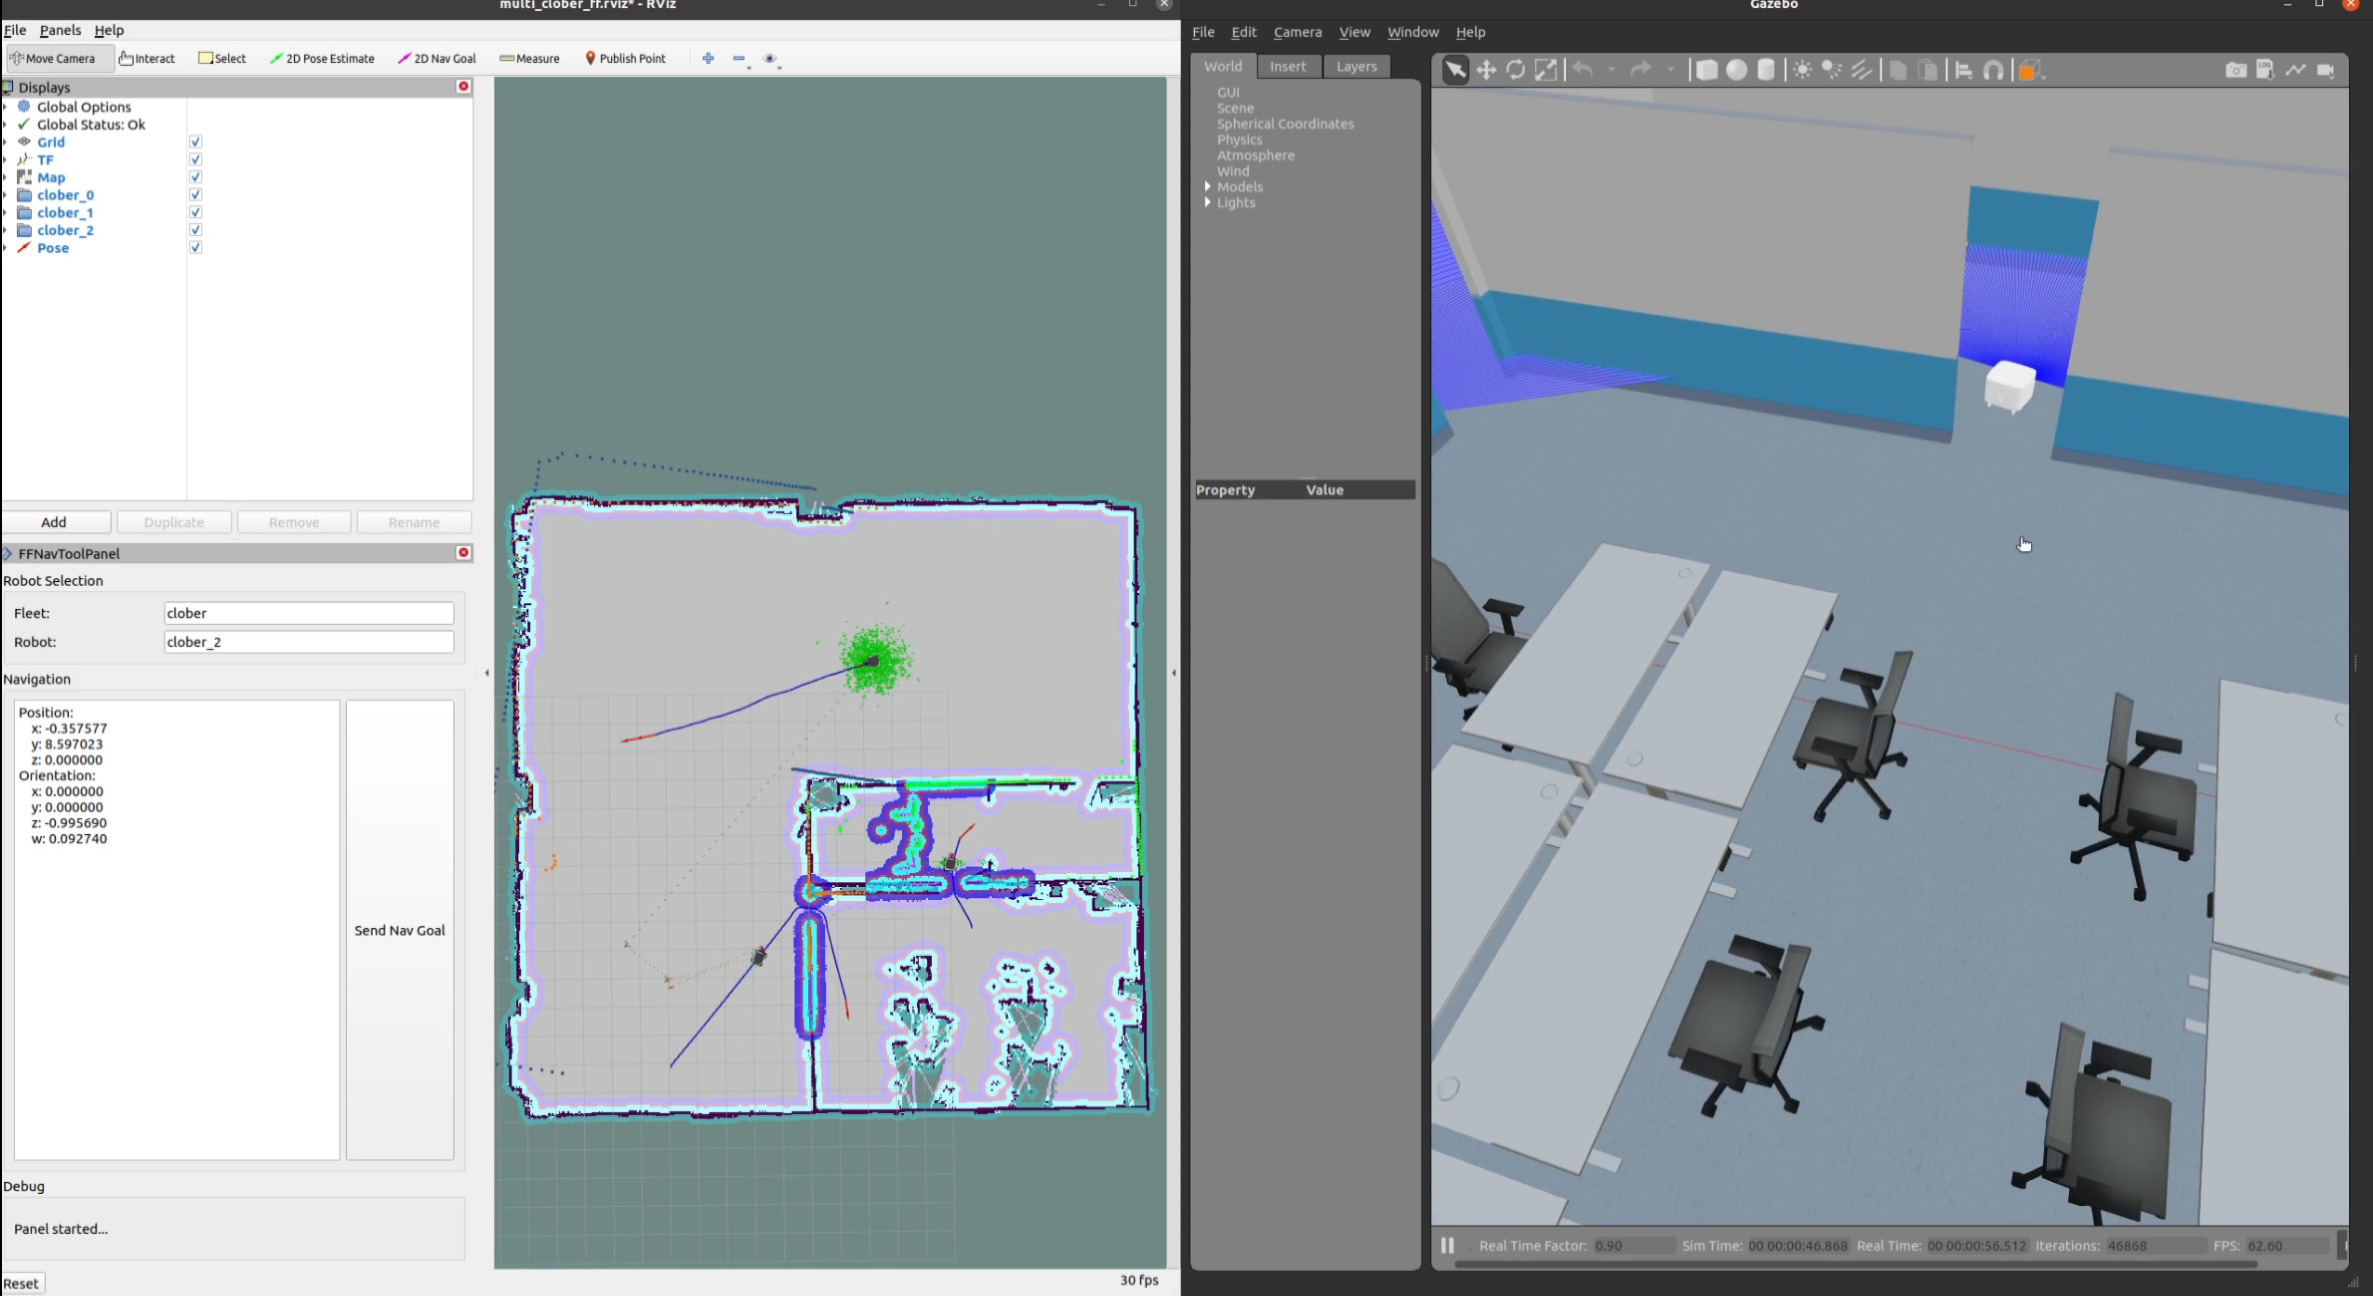 multi_clober_ff.rviz* - RViz
File Panels Help
Move Camera Interact Select 2D Pose Estimate 2D Nav Goal Measure Publish Point
Displays
Global Options
Global Status: Ok
Grid
TF
Map
clober_0
clober_1
clober_2
Pose
Add Duplicate Remove Rename
FFNavToolPanel
Robot Selection
Fleet: clober
Robot: clober_2
Navigation
Position:
x: -0.357577
y: 8.597023
z: 0.000000
Orientation:
x: 0.000000
y: 0.000000
z: -0.995690
w: 0.092740
Send Nav Goal
Debug
Panel started...
Reset
30 fps
Gazebo
File Edit Camera View Window Help
World Insert Layers
GUI
Scene
Spherical Coordinates
Physics
Atmosphere
Wind
Models
Lights
Property Value
LOG
Real Time Factor: 0.90 Sim Time: 00 00:00:46.868 Real Time: 00 00:00:56.512 Iterations: 46868 FPS: 62.60